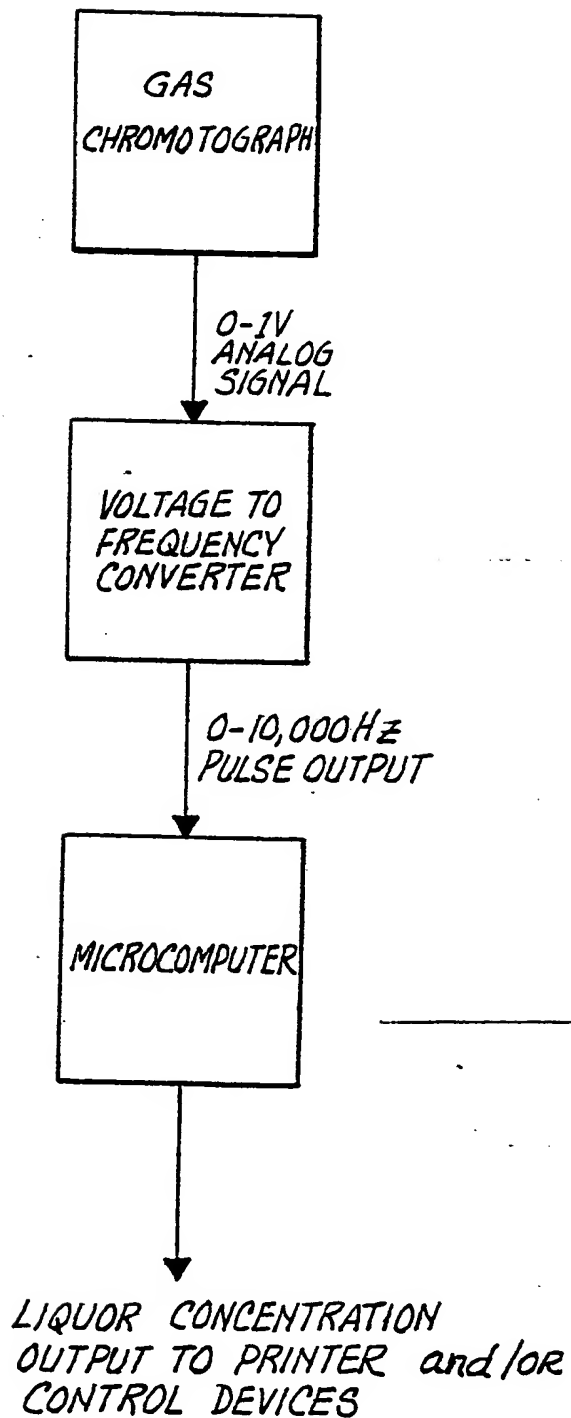 GAS
CHROMOTOGRAPH
0-1V
ANALOG
SIGNAL
VOLTAGE TO
FREQUENCY
CONVERTER
0-10,000HZ
PULSE OUTPUT
MICROCOMPUTER
LIQUOR CONCENTRATION
OUTPUT TO PRINTER and/OR
CONTROL DEVICES